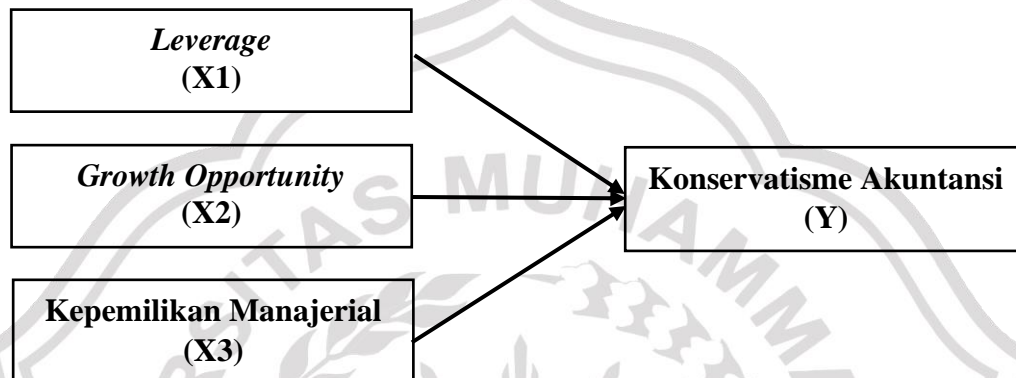 Leverage
(X1)
Growth Opportunity
(X2)
Kepemilikan Manajerial
(X3)
Konservatisme Akuntansi
(Y)